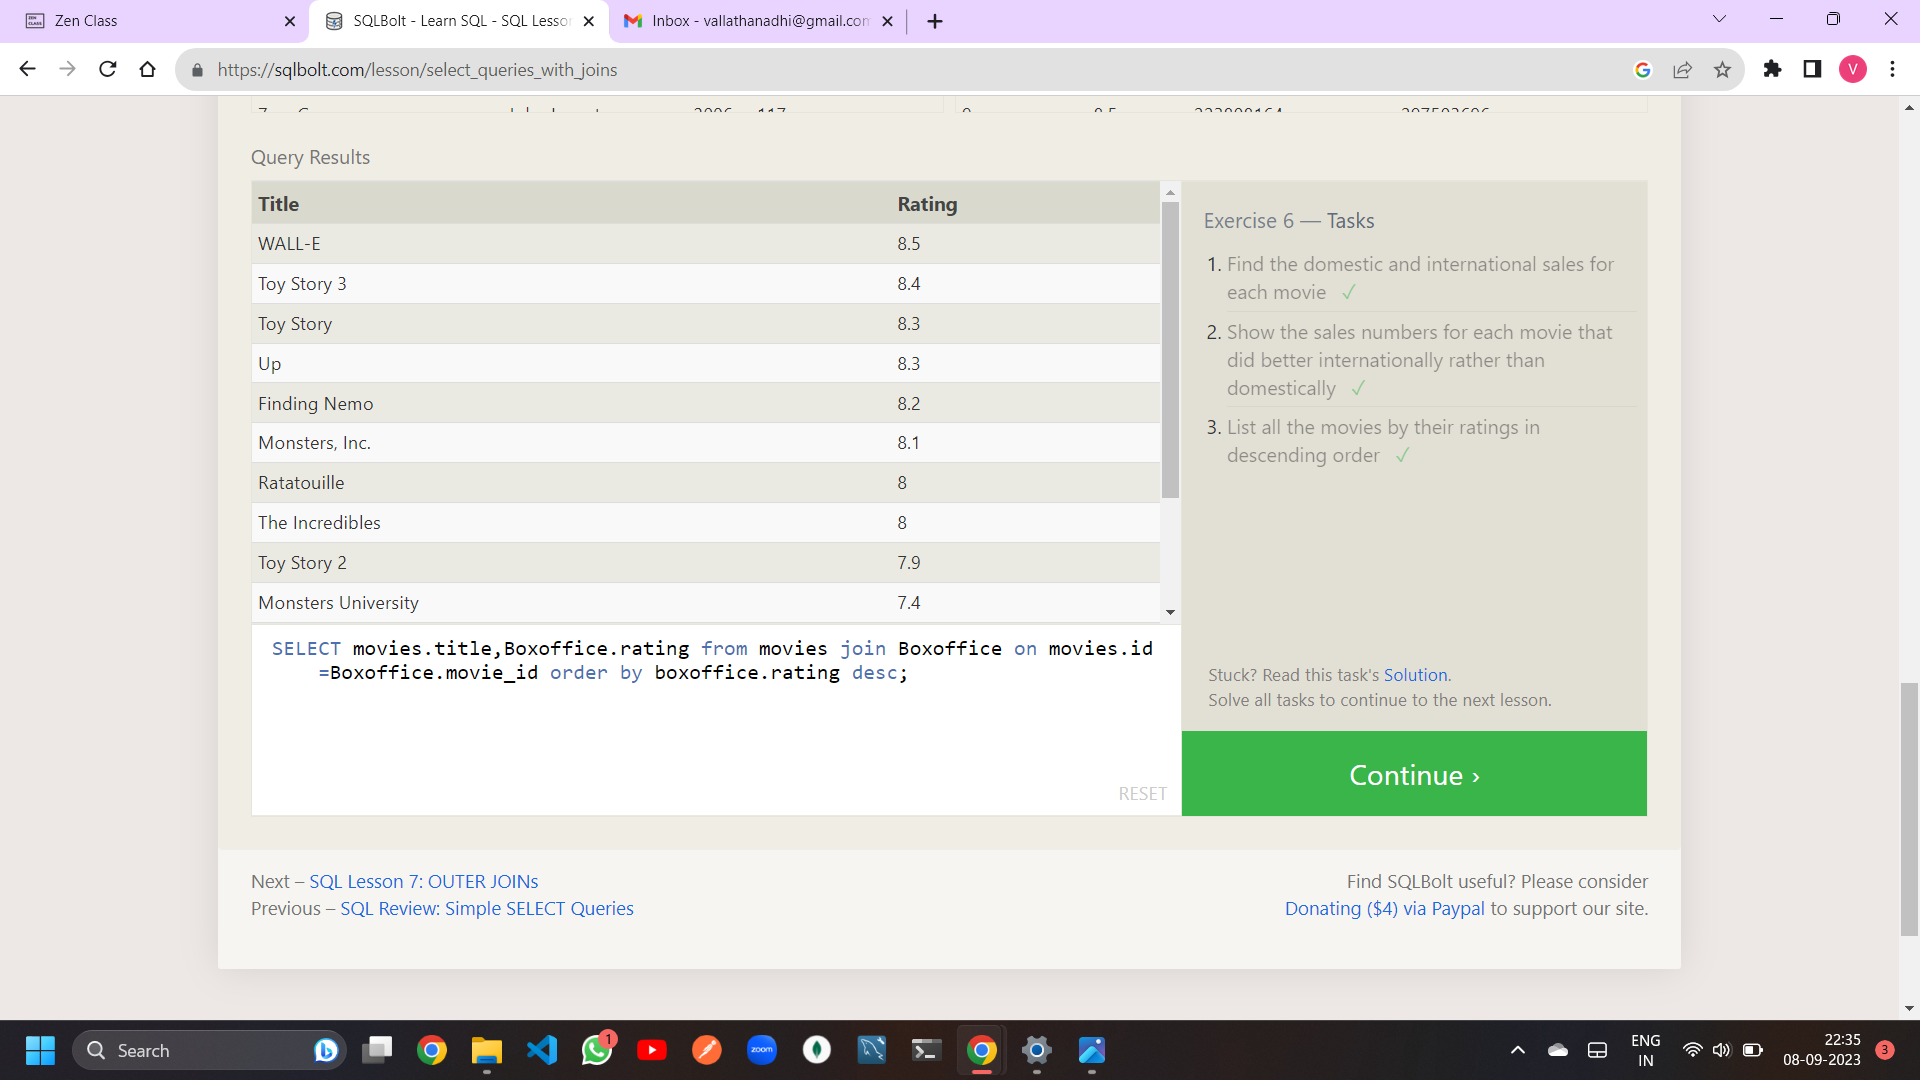 Zen Class
SQLBolt - Learn SQL - SQL Lesson
Inbox - vallathanadhi@gmail.com
https://sqlbolt.com/lesson/select_queries_with_joins
V
Query Results
Title Rating
WALL-E 8.5
Toy Story 3 8.4
Toy Story 8.3
Up 8.3
Finding Nemo 8.2
Monsters, Inc. 8.1
Ratatouille 8
The Incredibles 8
Toy Story 2 7.9
Monsters University 7.4
SELECT movies.title,Boxoffice.rating from movies join Boxoffice on movies.id
=Boxoffice.movie_id order by boxoffice.rating desc;
RESET
Exercise 6 — Tasks
1. Find the domestic and international sales for
each movie ✓
2. Show the sales numbers for each movie that
did better internationally rather than
domestically ✓
3. List all the movies by their ratings in
descending order ✓
Stuck? Read this task's Solution.
Solve all tasks to continue to the next lesson.
Continue ›
Next – SQL Lesson 7: OUTER JOINs
Previous – SQL Review: Simple SELECT Queries
Find SQLBolt useful? Please consider
Donating ($4) via Paypal to support our site.
Search
1
zoom
ENG
IN
22:35
08-09-2023
3